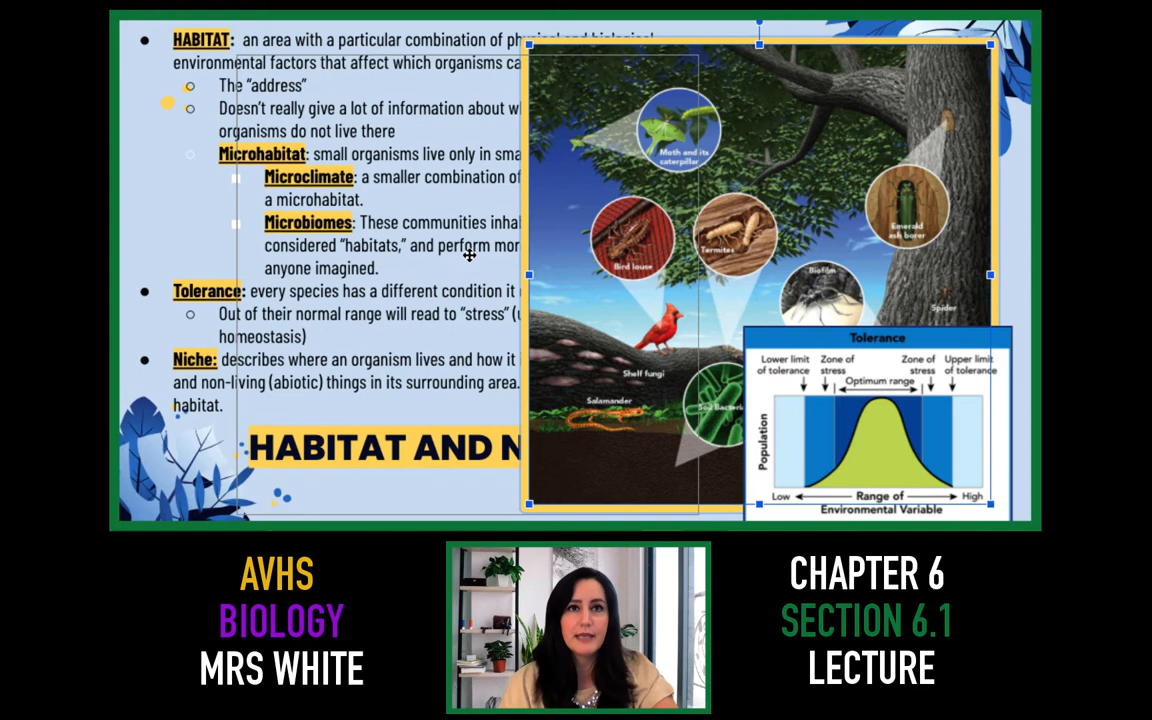 HABITAT: an area with a particular combination of physical and biological
environmental factors that affect which organisms ca
The “address”
Doesn’t really give a lot of information about wh
organisms do not live there
Microhabitat: small organisms live only in sma
Microclimate: a smaller combination of
a microhabitat.
Microbiomes: These communities inha
considered “habitats,” and perform mor
anyone imagined.
Tolerance: every species has a different condition it
Out of their normal range will read to “stress” (u
homeostasis)
Niche: describes where an organism lives and how it
and non-living (abiotic) things in its surrounding area.
habitat.
HABITAT AND N
Moth and its
caterpillar
Emerald
ash borer
Bird louse
Termites
Biofilm
Spider
Shelf fungi
Salamander
Soil Bacteria
Tolerance
Lower limit
of tolerance
Zone of
stress
Zone of
stress
Upper limit
of tolerance
Optimum range
Population
Low
Range of
Environmental Variable
High
AVHS
BIOLOGY
MRS WHITE
CHAPTER 6
SECTION 6.1
LECTURE